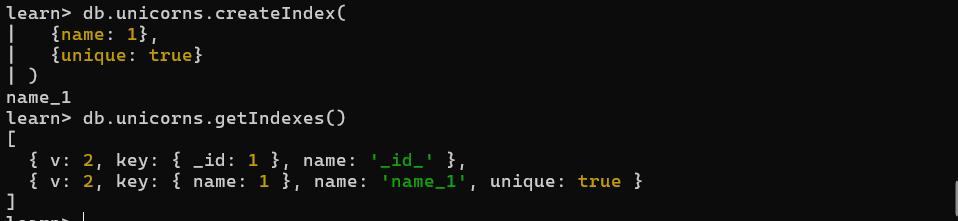 learn> db.unicorns.createIndex(
|   {name: 1},
|   {unique: true}
| )
name_1
learn> db.unicorns.getIndexes()
[
  { v: 2, key: { _id: 1 }, name: '_id_' },
  { v: 2, key: { name: 1 }, name: 'name_1', unique: true }
]
learn>